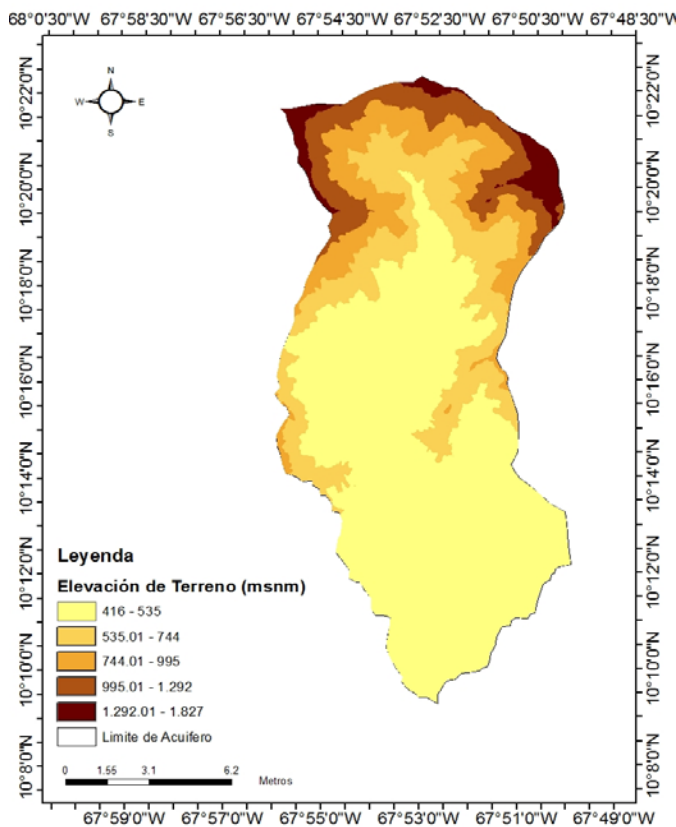 68°0'30"W 67°58'30"W 67°56'30"W 67°54'30"W 67°52'30"W 67°50'30"W 67°48'30"W
10°22'0"N
10°20'0"N
10°18'0"N
10°16'0"N
10°14'0"N
10°12'0"N
10°10'0"N
10°8'0"N
N
W E
S
Leyenda
Elevación de Terreno (msnm)
416 - 535
535.01 - 744
744.01 - 995
995.01 - 1.292
1.292.01 - 1.827
Limite de Acuifero
0 1.55 3.1 6.2
Metros
10°22'0"N
10°20'0"N
10°18'0"N
10°16'0"N
10°14'0"N
10°12'0"N
10°10'0"N
10°8'0"N
67°59'0"W 67°57'0"W 67°55'0"W 67°53'0"W 67°51'0"W 67°49'0"W